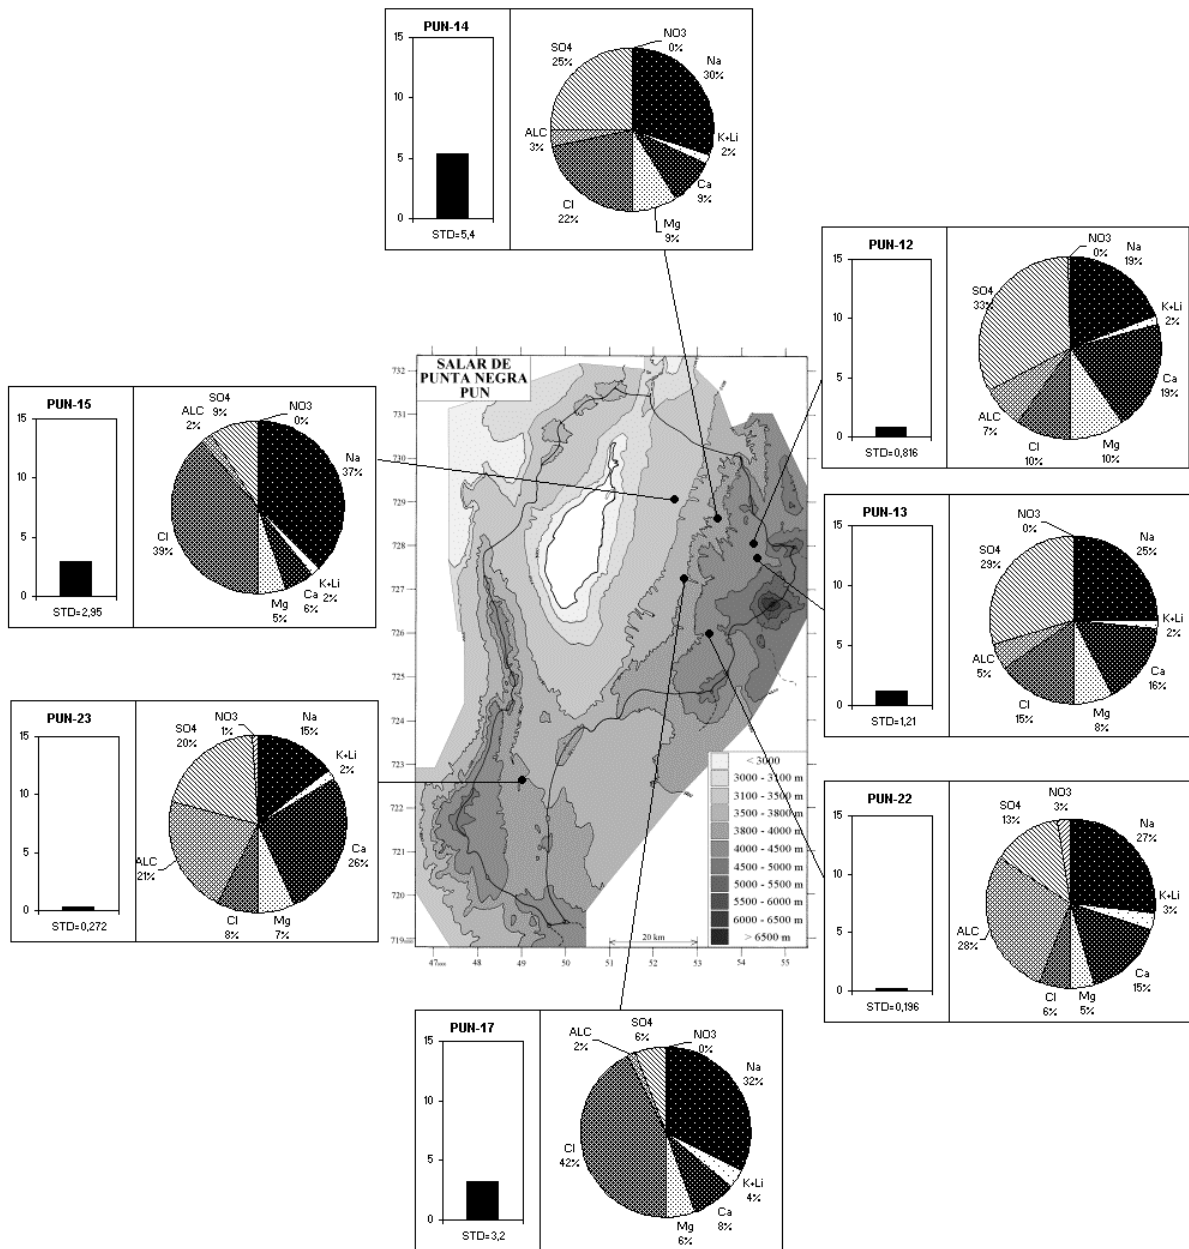 PUN-14
15
10
5
0
STD=5,4
NO3
0%
Na
30%
K+Li
2%
Ca
9%
Mg
9%
Cl
22%
ALC
3%
SO4
25%
PUN-12
15
10
5
0
STD=0,816
NO3
0%
Na
19%
K+Li
2%
Ca
19%
Mg
10%
Cl
10%
ALC
7%
SO4
33%
PUN-15
15
10
5
0
STD=2,95
NO3
0%
Na
37%
K+Li
2%
Ca
6%
Mg
5%
Cl
39%
ALC
2%
SO4
9%
SALAR DE
PUNTA NEGRA
PUN
732
731
730
729
728
727
726
725
724
723
722
721
720
719
47
48
49
50
51
52
53
54
55
20 km
< 3000
3000 - 3100 m
3100 - 3500 m
3500 - 3800 m
3800 - 4000 m
4000 - 4500 m
4500 - 5000 m
5000 - 5500 m
5500 - 6000 m
6000 - 6500 m
> 6500 m
PUN-13
15
10
5
0
STD=1,21
NO3
0%
Na
25%
K+Li
2%
Ca
16%
Mg
8%
Cl
15%
ALC
5%
SO4
29%
PUN-23
15
10
5
0
STD=0,272
NO3
1%
Na
15%
K+Li
2%
Ca
26%
Mg
7%
Cl
8%
ALC
21%
SO4
20%
PUN-22
15
10
5
0
STD=0,196
NO3
3%
Na
27%
K+Li
3%
Ca
15%
Mg
5%
Cl
6%
ALC
28%
SO4
13%
PUN-17
15
10
5
0
STD=3,2
NO3
0%
Na
32%
K+Li
4%
Ca
8%
Mg
6%
Cl
42%
ALC
2%
SO4
6%